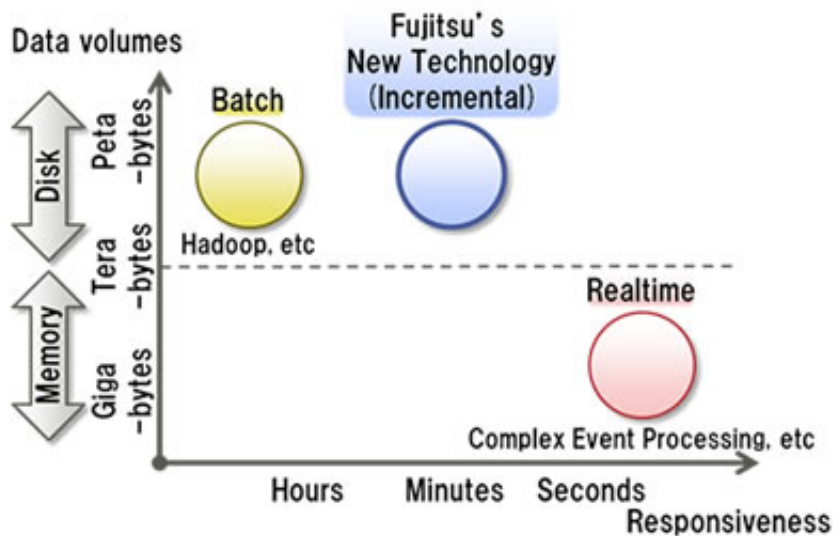 Data volumes
Fujitsu's
New Technology
(Incremental)
Batch
Disk
Peta
-bytes
Hadoop, etc
Tera
-bytes
Realtime
Memory
Giga
-bytes
Complex Event Processing, etc
Hours
Minutes
Seconds
Responsiveness